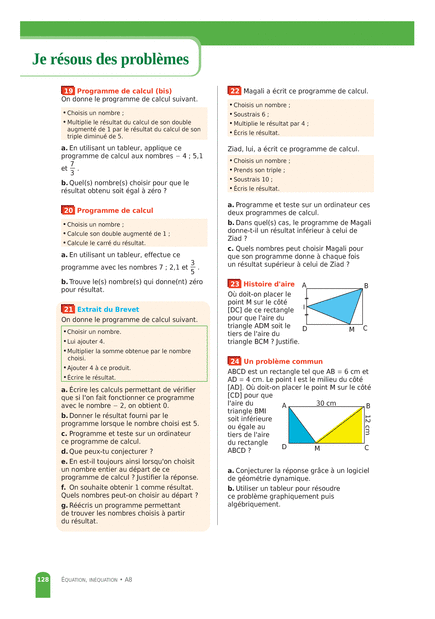 Je résous des problèmes
19 Programme de calcul (bis)
On donne le programme de calcul suivant.
• Choisis un nombre ;
• Multiplie le résultat du calcul de son double
augmenté de 1 par le résultat du calcul de son
triple diminué de 5.
a. En utilisant un tableur, applique ce
programme de calcul aux nombres − 4 ; 5,1
et 7/3 .
b. Quel(s) nombre(s) choisir pour que le
résultat obtenu soit égal à zéro ?
20 Programme de calcul
• Choisis un nombre ;
• Calcule son double augmenté de 1 ;
• Calcule le carré du résultat.
a. En utilisant un tableur, effectue ce
programme avec les nombres 7 ; 2,1 et 3/5 .
b. Trouve le(s) nombre(s) qui donne(nt) zéro
pour résultat.
21 Extrait du Brevet
On donne le programme de calcul suivant.
• Choisir un nombre.
• Lui ajouter 4.
• Multiplier la somme obtenue par le nombre
choisi.
• Ajouter 4 à ce produit.
• Écrire le résultat.
a. Écrire les calculs permettant de vérifier
que si l'on fait fonctionner ce programme
avec le nombre − 2, on obtient 0.
b. Donner le résultat fourni par le
programme lorsque le nombre choisi est 5.
c. Programme et teste sur un ordinateur
ce programme de calcul.
d. Que peux-tu conjecturer ?
e. En est-il toujours ainsi lorsqu'on choisit
un nombre entier au départ de ce
programme de calcul ? Justifier la réponse.
f. On souhaite obtenir 1 comme résultat.
Quels nombres peut-on choisir au départ ?
g. Réécris un programme permettant
de trouver les nombres choisis à partir
du résultat.
22 Magali a écrit ce programme de calcul.
• Choisis un nombre ;
• Soustrais 6 ;
• Multiplie le résultat par 4 ;
• Écris le résultat.
Ziad, lui, a écrit ce programme de calcul.
• Choisis un nombre ;
• Prends son triple ;
• Soustrais 10 ;
• Écris le résultat.
a. Programme et teste sur un ordinateur ces
deux programmes de calcul.
b. Dans quel(s) cas, le programme de Magali
donne-t-il un résultat inférieur à celui de
Ziad ?
c. Quels nombres peut choisir Magali pour
que son programme donne à chaque fois
un résultat supérieur à celui de Ziad ?
23 Histoire d'aire
Où doit-on placer le
point M sur le côté
[DC] de ce rectangle
pour que l'aire du
triangle ADM soit le
tiers de l'aire du
triangle BCM ? Justifie.
A B
I
D M C
24 Un problème commun
ABCD est un rectangle tel que AB = 6 cm et
AD = 4 cm. Le point I est le milieu du côté
[AD]. Où doit-on placer le point M sur le côté
[CD] pour que
l'aire du
triangle BMI
soit inférieure
ou égale au
tiers de l'aire
du rectangle
ABCD ?
A 30 cm B
12 cm
D M C
a. Conjecturer la réponse grâce à un logiciel
de géométrie dynamique.
b. Utiliser un tableur pour résoudre
ce problème graphiquement puis
algébriquement.
128 ÉQUATION, INÉQUATION • A8